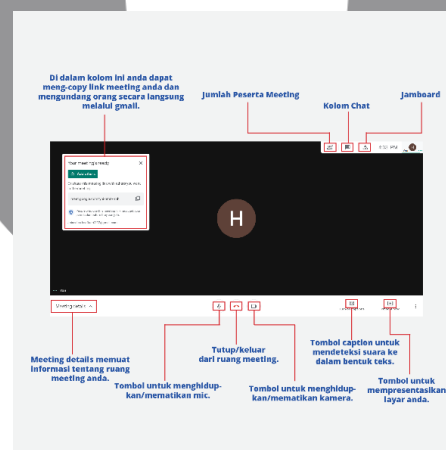 Di dalam kolom ini anda dapat
meng-copy link meeting anda dan
mengundang orang secara langsung
melalui gmail.
Jumlah Peserta Meeting
Kolom Chat
Jamboard
Your meeting's ready
H
Meeting details
Meeting details memuat
informasi tentang ruang
meeting anda.
Tombol untuk menghidup-
kan/mematikan mic.
Tutup/keluar
dari ruang meeting.
Tombol untuk menghidup-
kan/mematikan kamera.
Tombol caption untuk
mendeteksi suara ke
dalam bentuk teks.
Tombol untuk
mempresentasikan
layar anda.